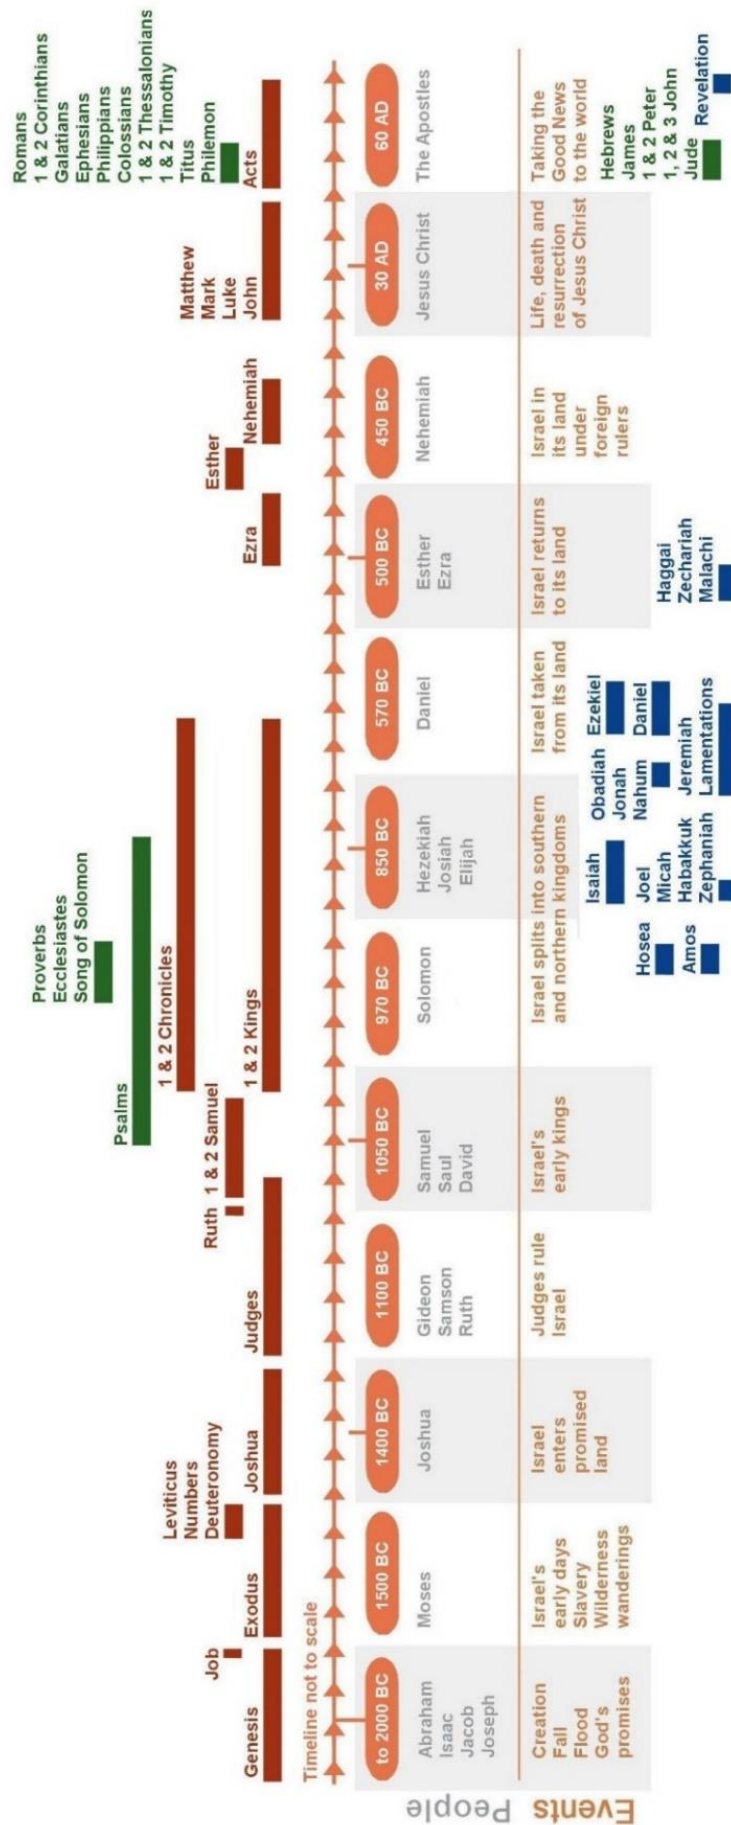 Romans
1 & 2 Corinthians
Galatians
Ephesians
Philippians
Colossians
1 & 2 Thessalonians
1 & 2 Timothy
Titus
Philemon
Proverbs
Ecclesiastes
Song of Solomon
Psalms
1 & 2 Chronicles
Leviticus
Numbers
Deuteronomy
Matthew
Mark
Luke
John
Job
Ruth
1 & 2 Samuel
Esther
Genesis
Exodus
Joshua
Judges
1 & 2 Kings
Ezra
Nehemiah
Acts
Timeline not to scale
to 2000 BC
1500 BC
1400 BC
1100 BC
1050 BC
970 BC
850 BC
570 BC
500 BC
450 BC
30 AD
60 AD
People
Abraham
Isaac
Jacob
Joseph
Moses
Joshua
Gideon
Samson
Ruth
Samuel
Saul
David
Solomon
Hezekiah
Josiah
Elijah
Daniel
Esther
Ezra
Nehemiah
Jesus Christ
The Apostles
Events
Creation
Fall
Flood
God's
promises
Israel's
early days
Slavery
Wilderness
wanderings
Israel
enters
promised
land
Judges rule
Israel
Israel's
early kings
Israel splits into southern
and northern kingdoms
Israel taken
from its land
Israel returns
to its land
Israel in
its land
under
foreign
rulers
Life, death and
resurrection
of Jesus Christ
Taking the
Good News
to the world
Hosea
Amos
Isaiah
Joel
Micah
Habakkuk
Zephaniah
Obadiah
Jonah
Nahum
Jeremiah
Lamentations
Ezekiel
Daniel
Haggai
Zechariah
Malachi
Hebrews
James
1 & 2 Peter
1, 2 & 3 John
Jude
Revelation